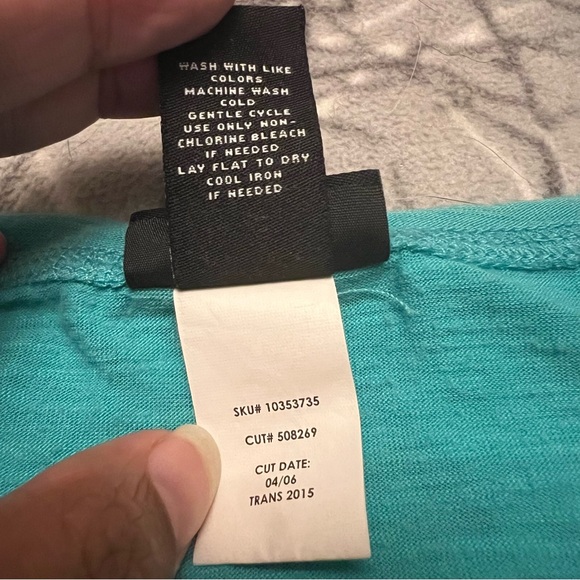 WASH WITH LIKE
COLORS
MACHINE WASH
COLD
GENTLE CYCLE
USE ONLY NON-
CHLORINE BLEACH
IF NEEDED
LAY FLAT TO DRY
COOL IRON
IF NEEDED
SKU# 10353735
CUT# 508269
CUT DATE:
04/06
TRANS 2015